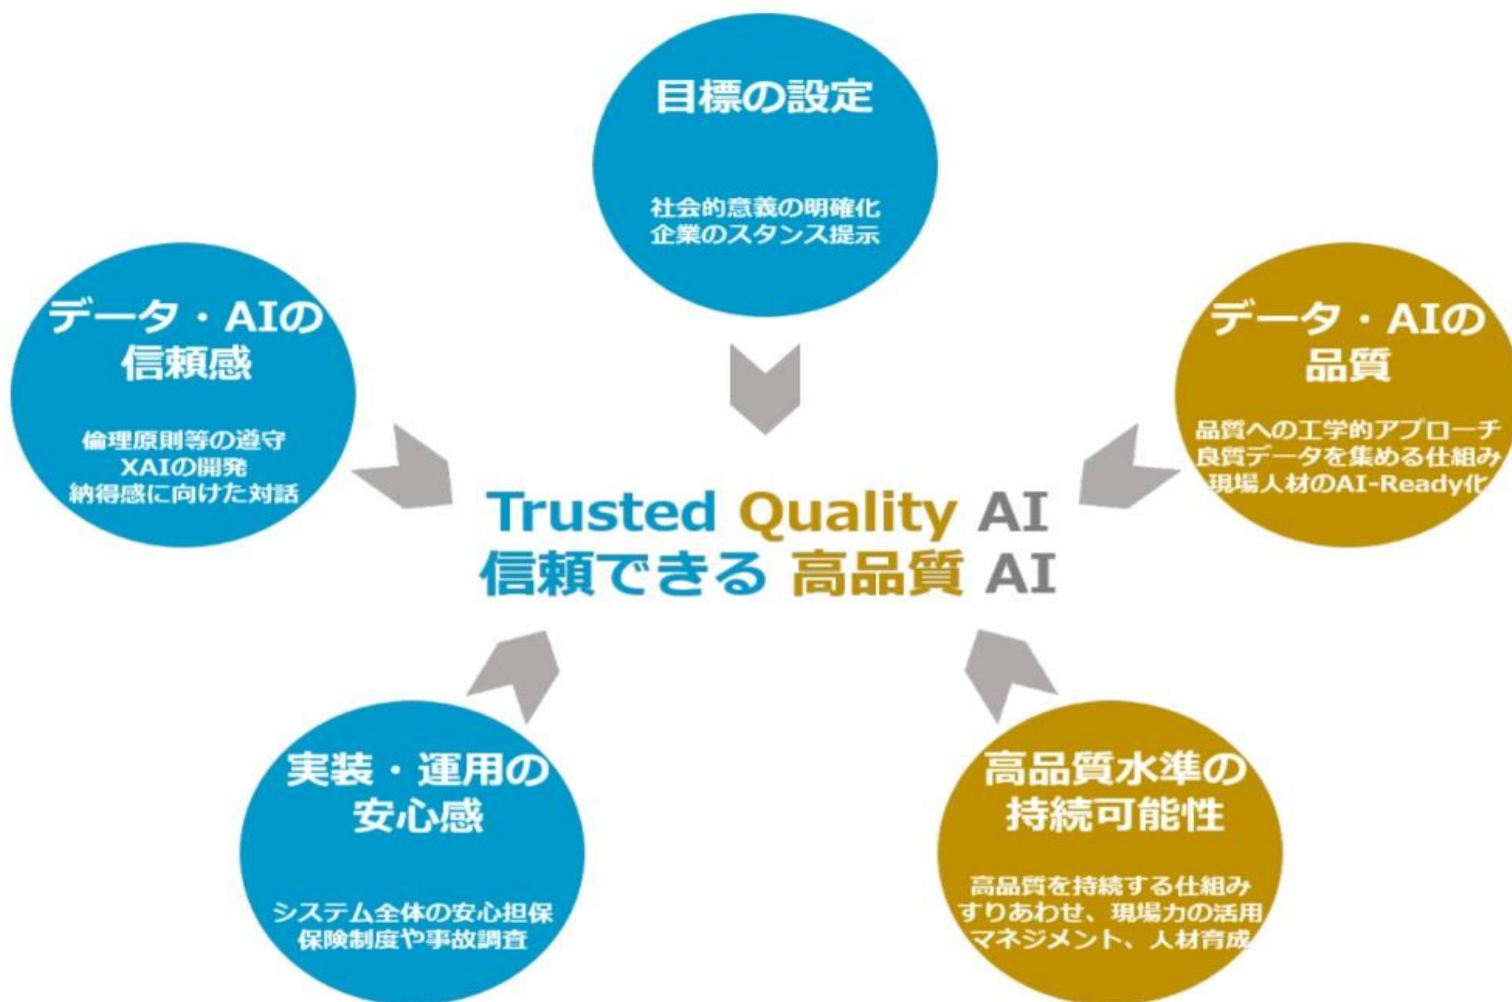 目標の設定
社会的意義の明確化
企業のスタンス提示
データ・AIの
信頼感
倫理原則等の遵守
XAIの開発
納得感に向けた対話
データ・AIの
品質
品質への工学的アプローチ
良質データを集める仕組み
現場人材のAI-Ready化
Trusted Quality AI
信頼できる 高品質 AI
実装・運用の
安心感
システム全体の安心担保
保険制度や事故調査
高品質水準の
持続可能性
高品質を持続する仕組み
すりあわせ、現場力の活用
マネジメント、人材育成